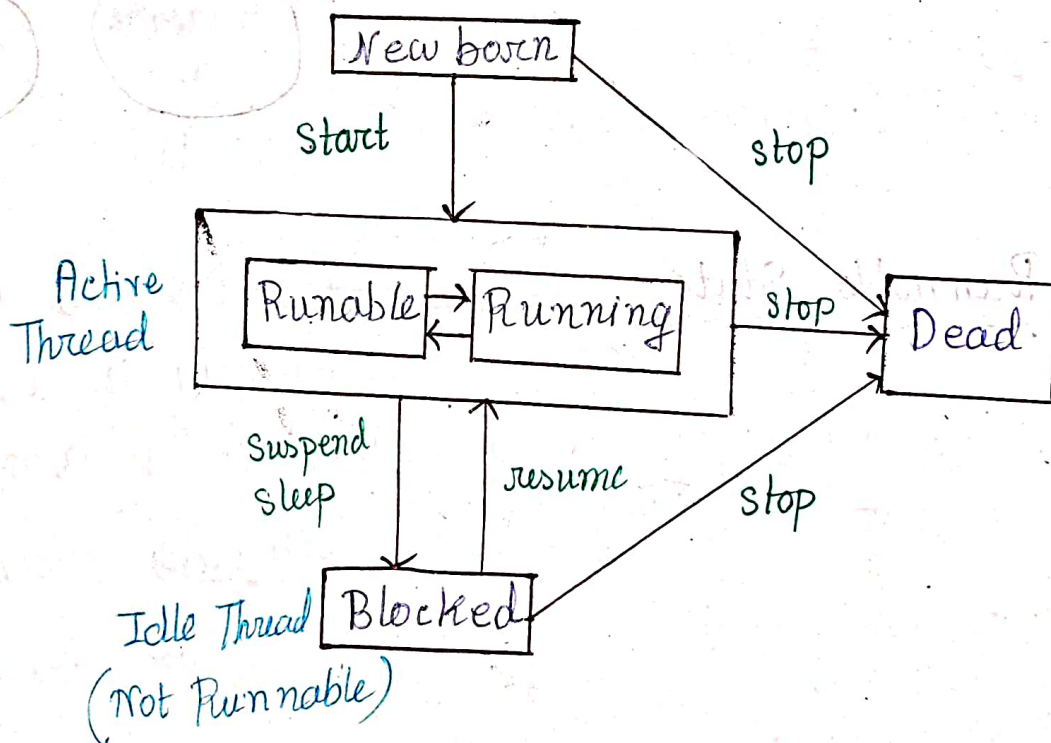 New born
start
stop
Active
Thread
Runable
Running
stop
Dead
suspend
sleep
resume
stop
Idle Thread
Blocked
(Not Runnable)